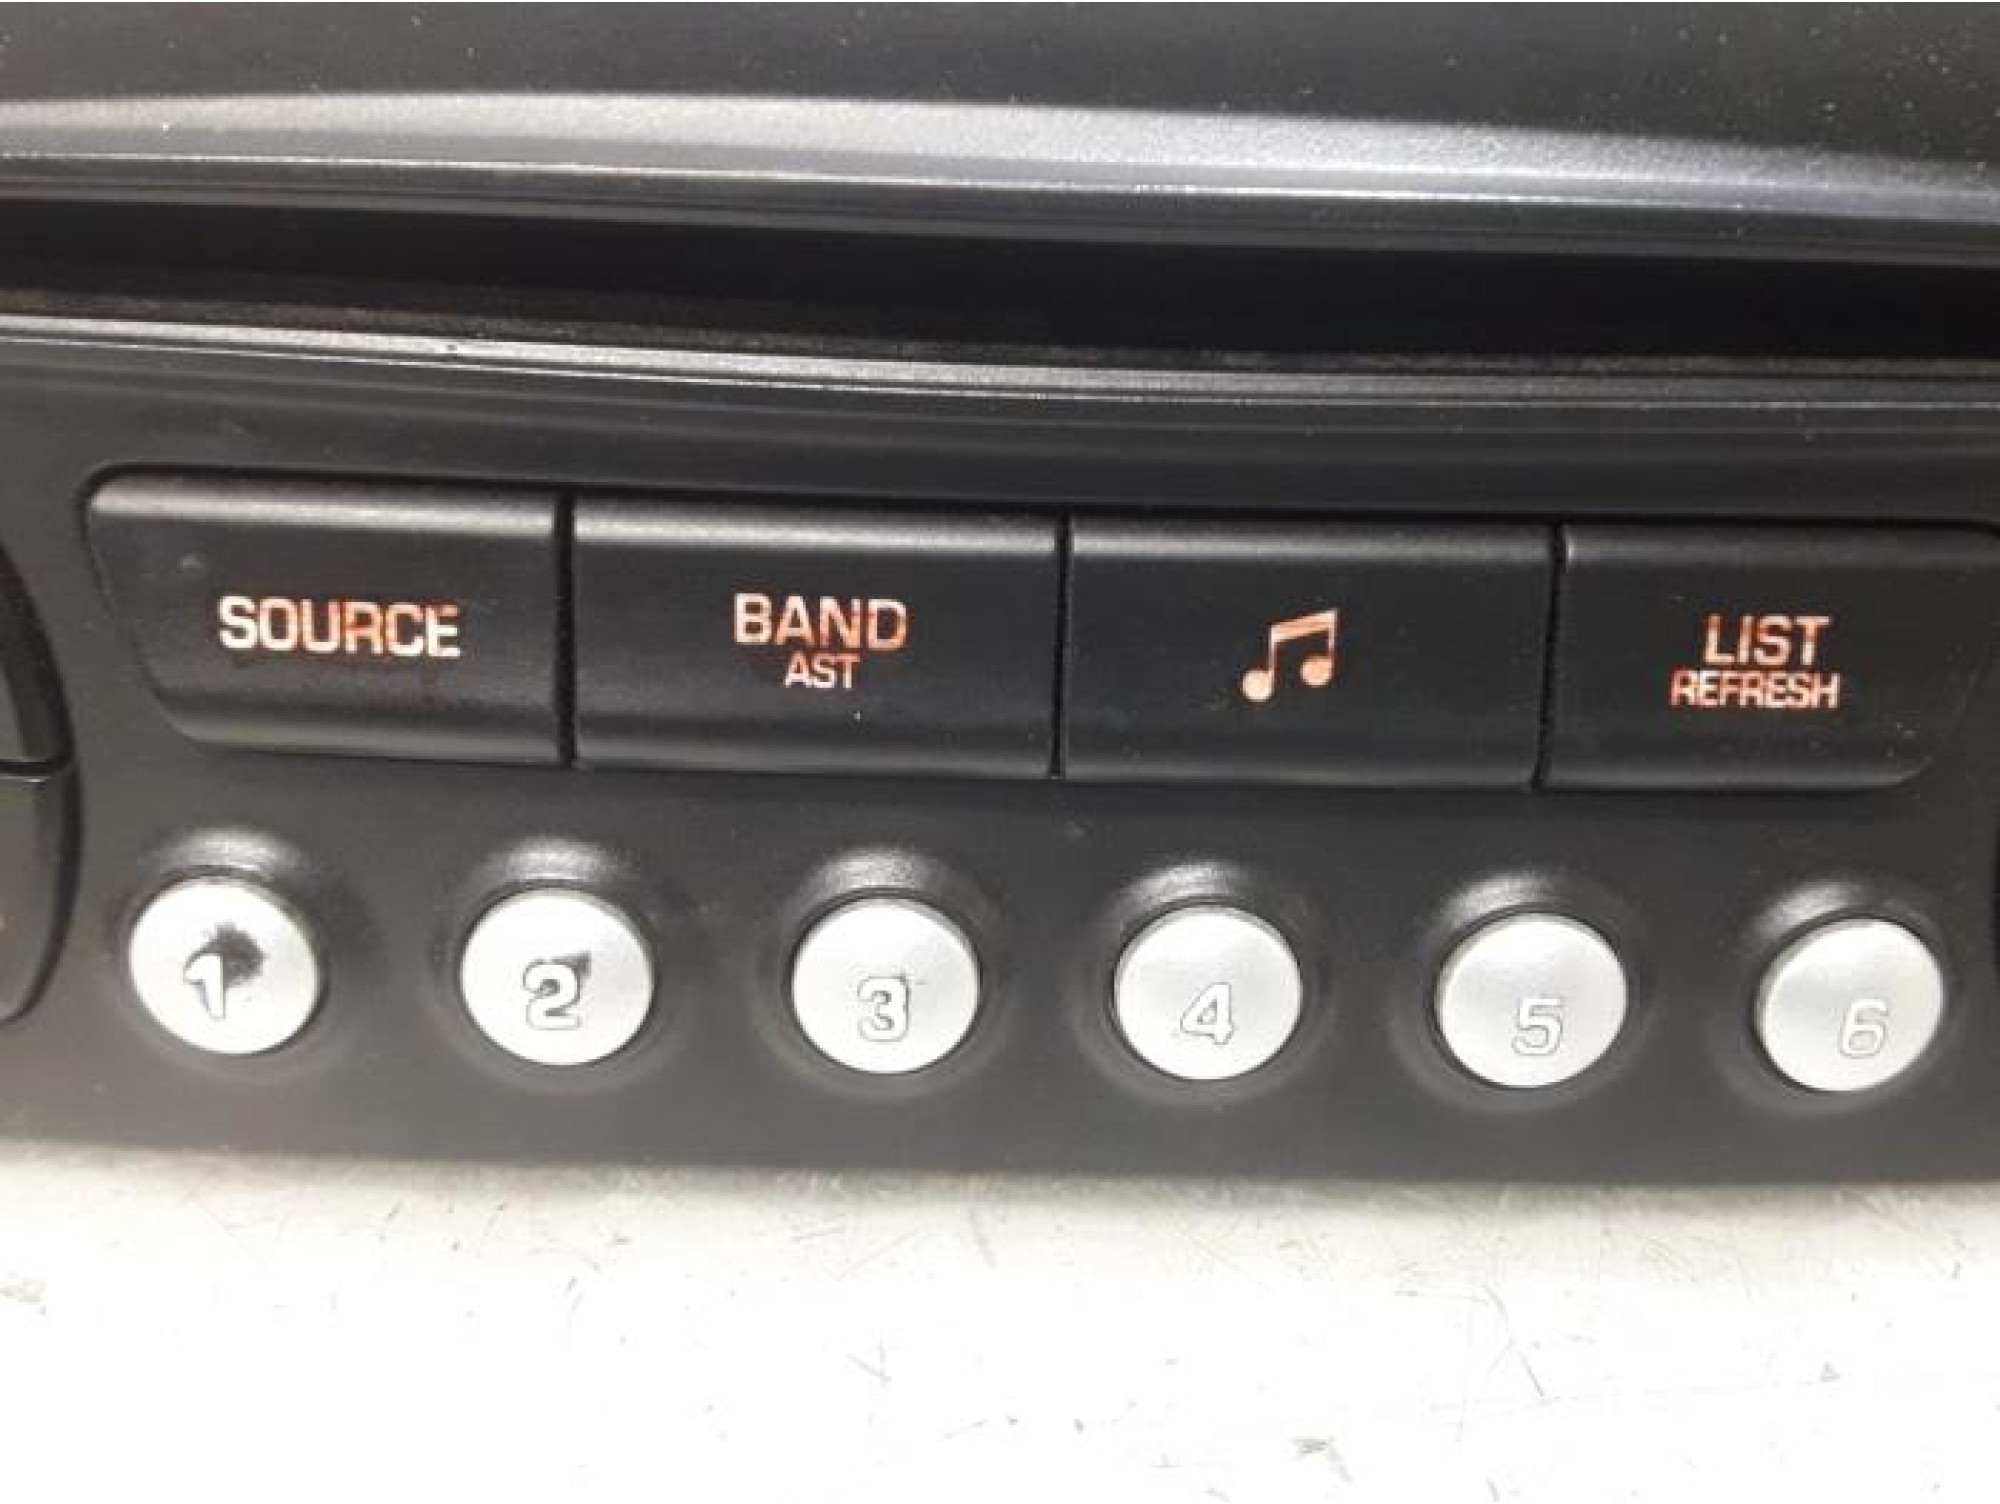 SOURCE
BAND
AST
LIST
REFRESH
1 2 3 4 5 6